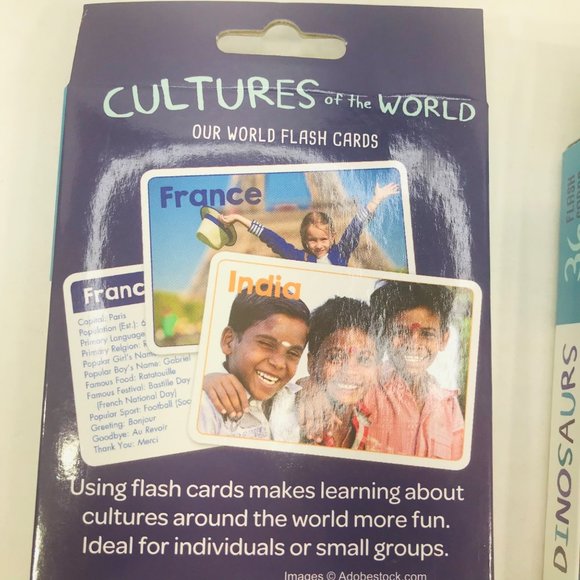 CULTURES of the WORLD
OUR WORLD FLASH CARDS
France
India
Franc
Capital: Paris
Population (Est.): 6
Primary Language
Primary Religion: R
Popular Girl's Name
Popular Boy's Name: Gabriel
Famous Food: Ratatouille
Famous Festival: Bastille Day
(French National Day)
Popular Sport: Football (Soc
Greeting: Bonjour
Goodbye: Au Revoir
Thank You: Merci
Using flash cards makes learning about
cultures around the world more fun.
Ideal for individuals or small groups.
Images © Adobestock.com
36
FLASH
DINOSAURS